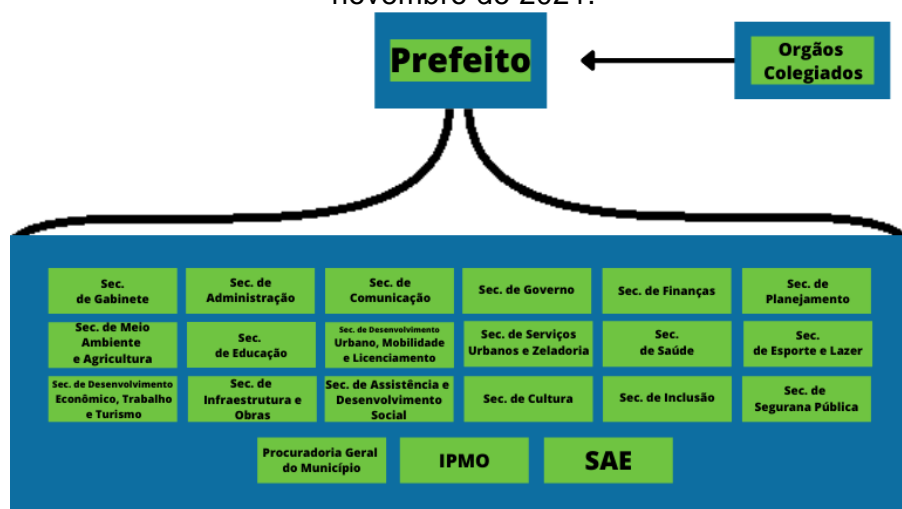 novembro de 2021.
Prefeito
Orgãos
Colegiados
Sec.
de Gabinete
Sec. de
Administração
Sec. de
Comunicação
Sec. de Governo
Sec. de Finanças
Sec. de
Planejamento
Sec. de Meio
Ambiente
e Agricultura
Sec.
de Educação
Sec. de Desenvolvimento
Urbano, Mobilidade
e Licenciamento
Sec. de Serviços
Urbanos e Zeladoria
Sec.
de Saúde
Sec.
de Esporte e Lazer
Sec. de Desenvolvimento
Econômico, Trabalho
e Turismo
Sec. de
Infraestrutura e
Obras
Sec. de Assistência e
Desenvolvimento
Social
Sec. de Cultura
Sec. de Inclusão
Sec. de
Segurana Pública
Procuradoria Geral
do Município
IPMO
SAE